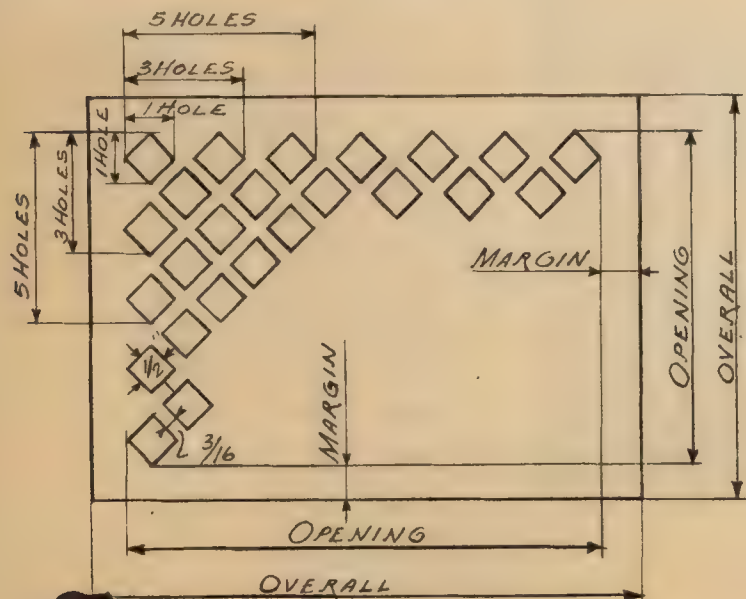 5 HOLES
3 HOLES
1 HOLE
1 HOLE
3 HOLES
5 HOLES
MARGIN
OPENING
OVERALL
1/2"
MARGIN
3/16
OPENING
OVERALL